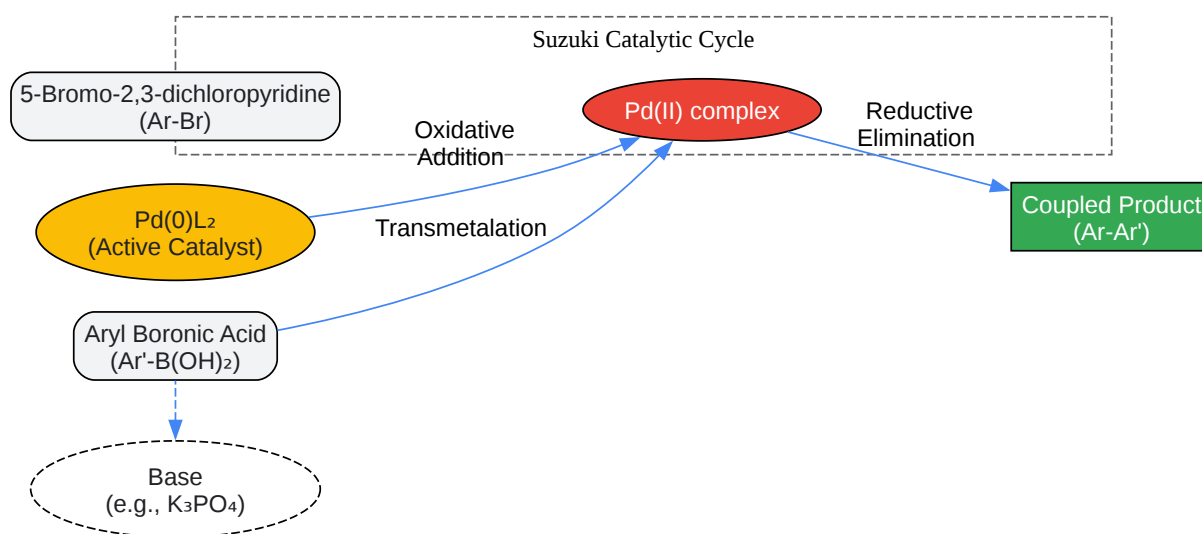 Suzuki Catalytic Cycle
5-Bromo-2,3-dichloropyridine
(Ar-Br)
Pd(II) complex
Oxidative
Addition
Reductive
Elimination
Pd(0)L₂
(Active Catalyst)
Transmetalation
Coupled Product
(Ar-Ar')
Aryl Boronic Acid
(Ar'-B(OH)₂)
Base
(e.g., K₃PO₄)